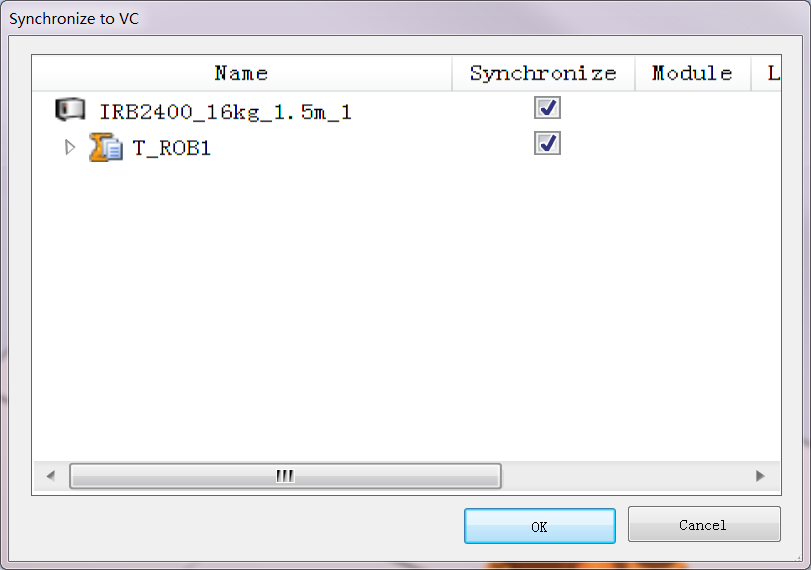 Synchronize to VC
Name Synchronize Module L
IRB2400_16kg_1.5m_1
T_ROB1
OK Cancel